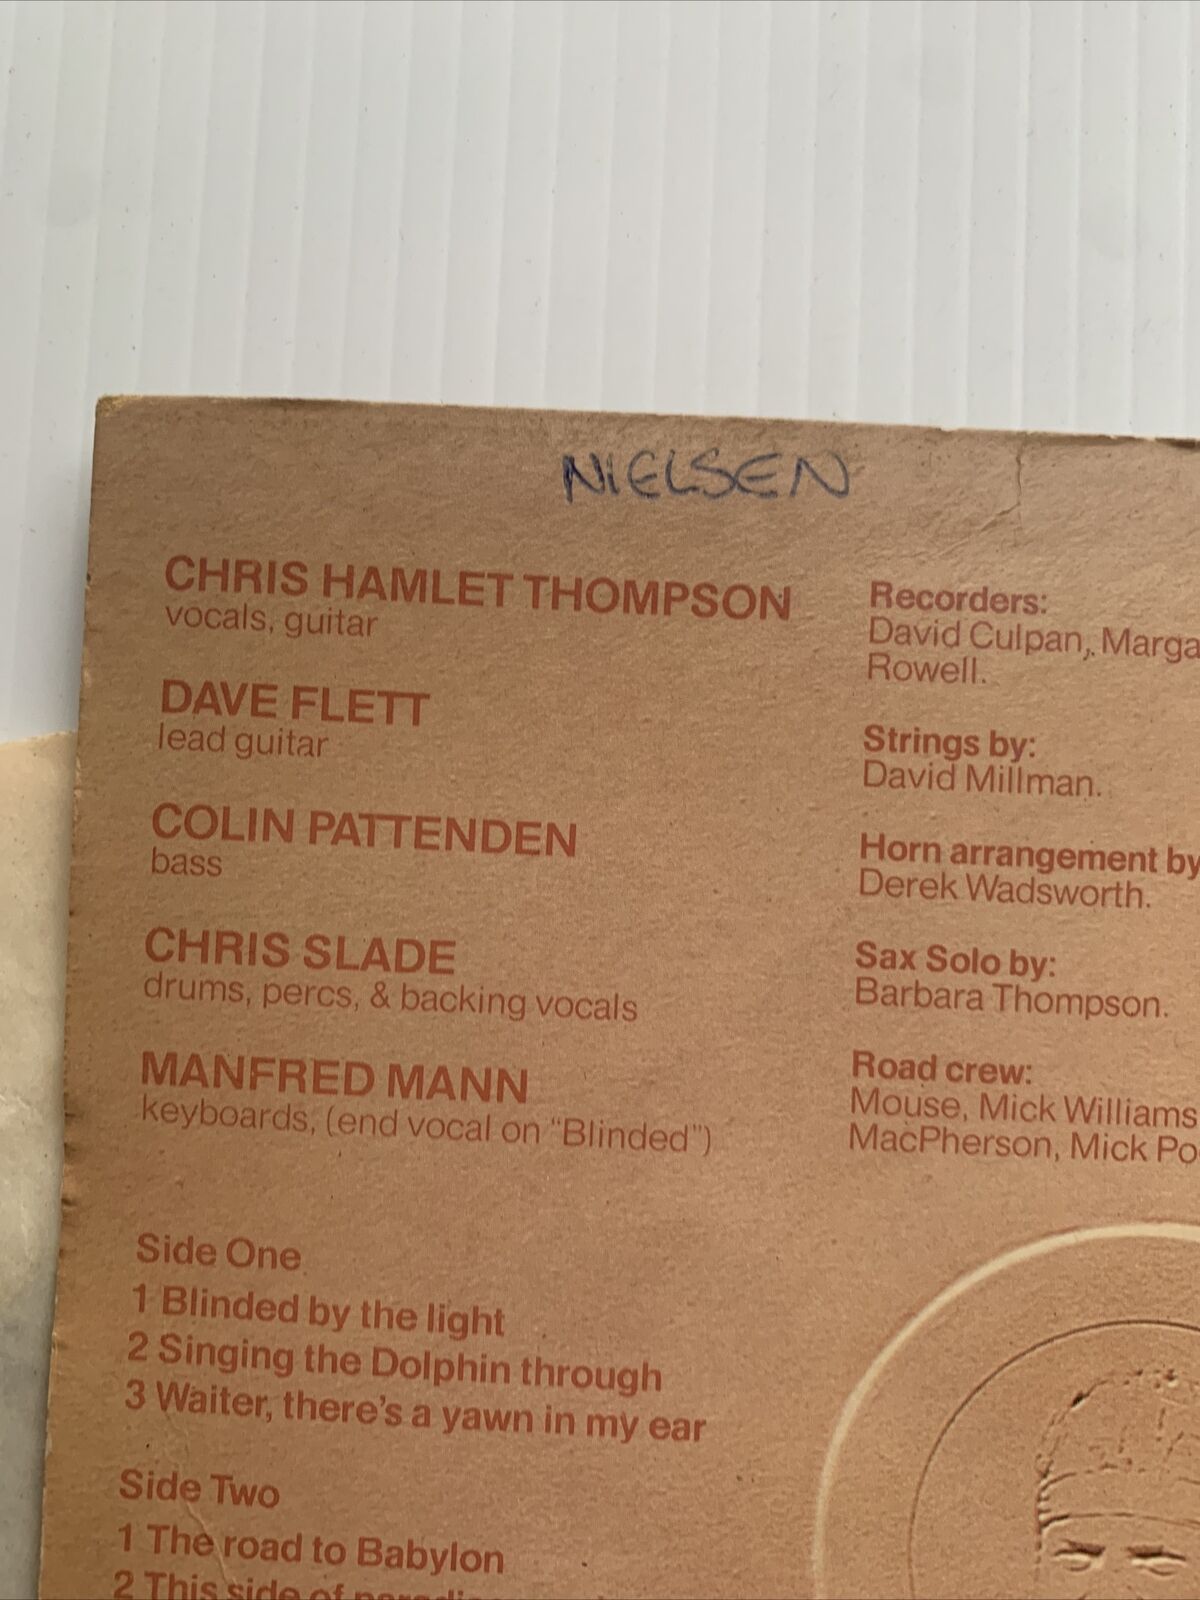 NIELSEN
CHRIS HAMLET THOMPSON
vocals, guitar
DAVE FLETT
lead guitar
COLIN PATTENDEN
bass
CHRIS SLADE
drums, percs, & backing vocals
MANFRED MANN
keyboards, (end vocal on "Blinded")
Side One
1 Blinded by the light
2 Singing the Dolphin through
3 Waiter, there's a yawn in my ear
Side Two
1 The road to Babylon
2 This side of
Recorders:
David Culpan,
Rowell.
Strings by:
David Millman.
Horn arrangement by
Derek Wadsworth.
Sax Solo by:
Barbara Thompson.
Road crew:
Mouse, Mick Williams
MacPherson, Mick